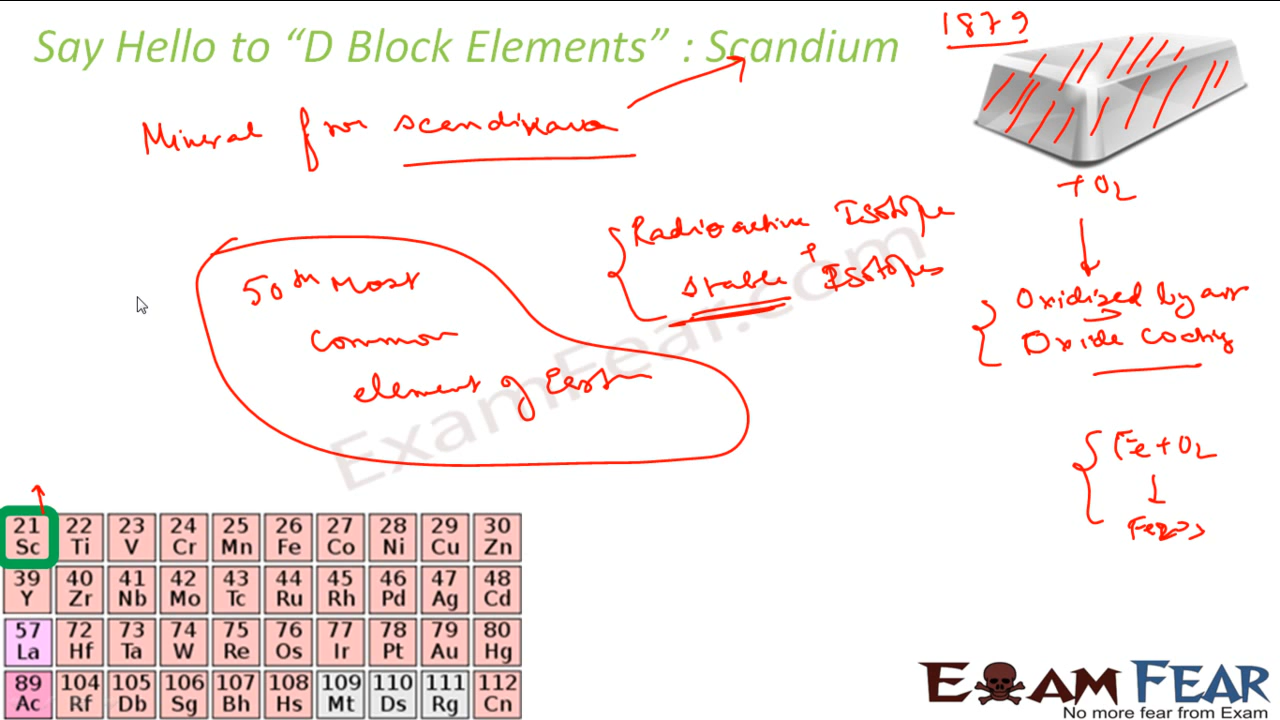 Say Hello to “D Block Elements” : Scandium
1879
Mineral from scandinava
+ O2
Radioactive Isotope
+
Stable Isotopes
50th Most
common
element of Earth
Oxidized by air
Oxide coating
Fe + O2
Fe2O3
ExamFear.com
21 22 23 24 25 26 27 28 29 30
Sc Ti V Cr Mn Fe Co Ni Cu Zn
39 40 41 42 43 44 45 46 47 48
Y Zr Nb Mo Tc Ru Rh Pd Ag Cd
57 72 73 74 75 76 77 78 79 80
La Hf Ta W Re Os Ir Pt Au Hg
89 104 105 106 107 108 109 110 111 112
Ac Rf Db Sg Bh Hs Mt Ds Rg Cn
EXAM FEAR
No more fear from Exam